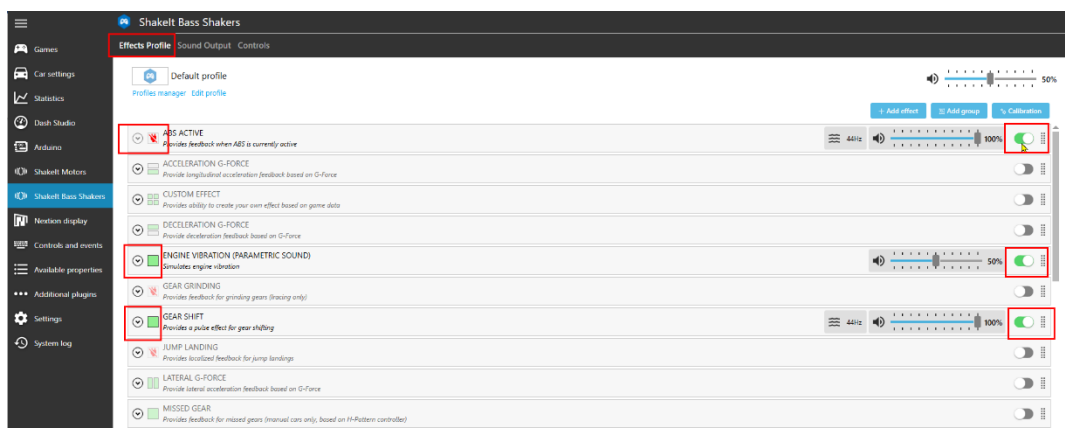 ShakeIt Bass Shakers
Games
Car settings
Statistics
Dash Studio
Arduino
ShakeIt Motors
ShakeIt Bass Shakers
Nextion display
Controls and events
Available properties
Additional plugins
Settings
System log
Effects Profile Sound Output Controls
Default profile
Profiles manager Edit profile
50%
+ Add effect Add group Calibration
ABS ACTIVE
Provides feedback when ABS is currently active
44Hz 100%
ACCELERATION G-FORCE
Provide longitudinal acceleration feedback based on G-Force
CUSTOM EFFECT
Provides ability to create your own effect based on game data
DECELERATION G-FORCE
Provide deceleration feedback based on G-Force
ENGINE VIBRATION (PARAMETRIC SOUND)
Simulates engine vibration
50%
GEAR GRINDING
Provides feedback for grinding gears (Iracing only)
GEAR SHIFT
Provides a pulse effect for gear shifting
44Hz 100%
JUMP LANDING
Provides localized feedback for jump landings
LATERAL G-FORCE
Provide lateral acceleration feedback based on G-Force
MISSED GEAR
Provides feedback for missed gears (manual cars only, based on H-Pattern controller)